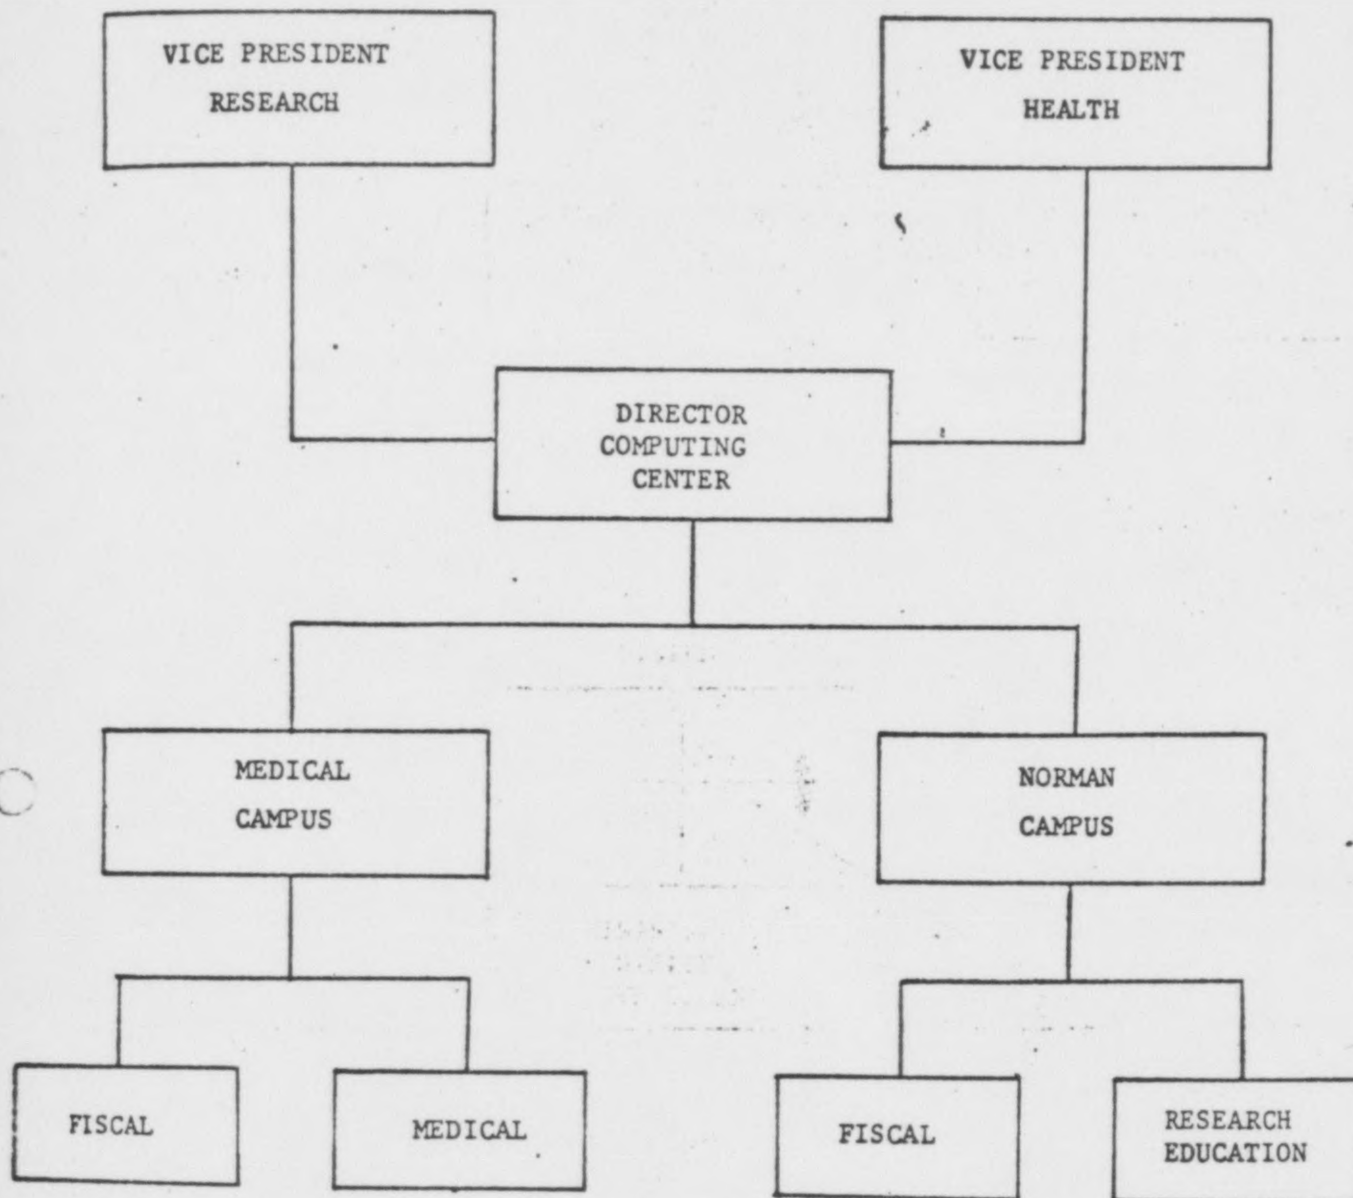 VICE PRESIDENT
RESEARCH
VICE PRESIDENT
HEALTH
DIRECTOR
COMPUTING
CENTER
MEDICAL
CAMPUS
NORMAN
CAMPUS
FISCAL
MEDICAL
FISCAL
RESEARCH
EDUCATION